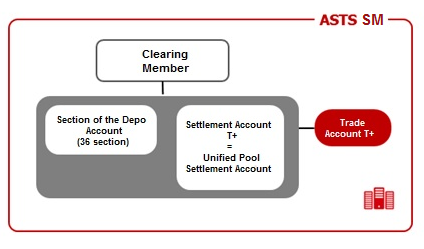 ASTS SM
Clearing
Member
Section of the Depo
Account
(36 section)
Settlement Account
T+
=
Unified Pool
Settlement Account
Trade
Account T+